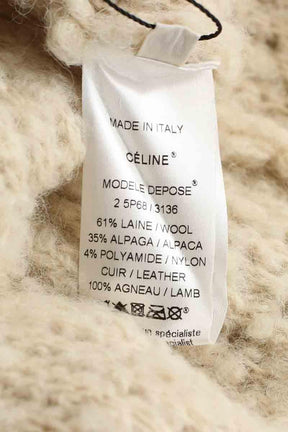 MADE IN ITALY
CÉLINE®
MODELE DEPOSE®
2 5P68 / 3136
61% LAINE / WOOL
35% ALPAGA / ALPACA
4% POLYAMIDE / NYLON
CUIR / LEATHER
100% AGNEAU / LAMB
spécialiste